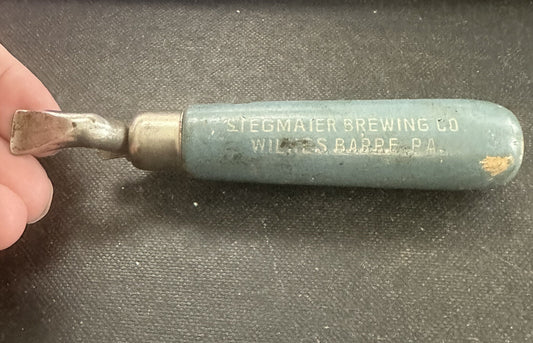 STEGMAIER BREWING CO
WILKES BARRE, PA.